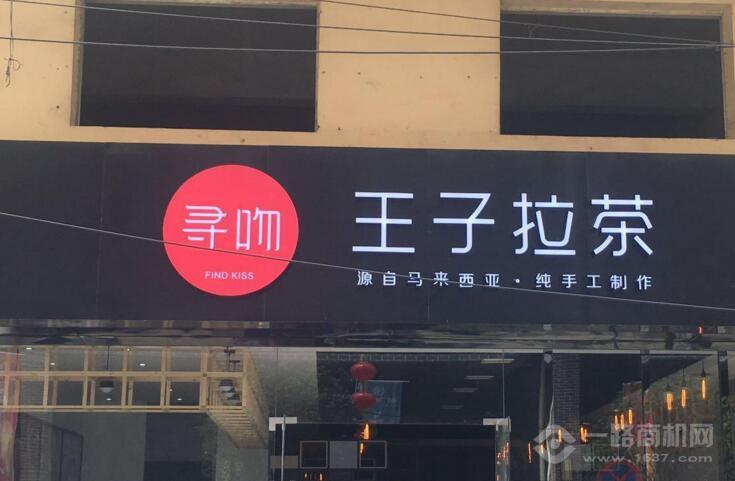 寻吻
FIND KISS
王子拉茶
源自马来西亚·纯手工制作
一路商机网
www.1637.com